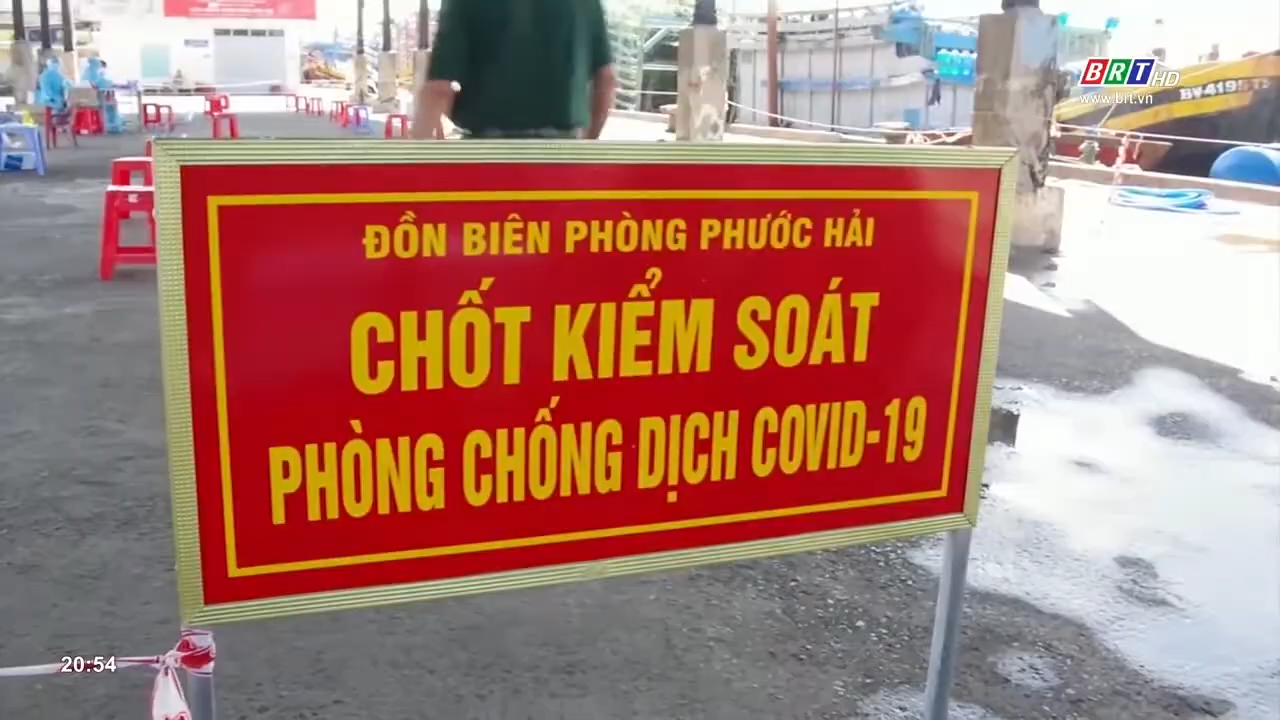 BRT HD
www.brt.vn
ĐỒN BIÊN PHÒNG PHƯỚC HẢI
CHỐT KIỂM SOÁT
PHÒNG CHỐNG DỊCH COVID-19
20:54